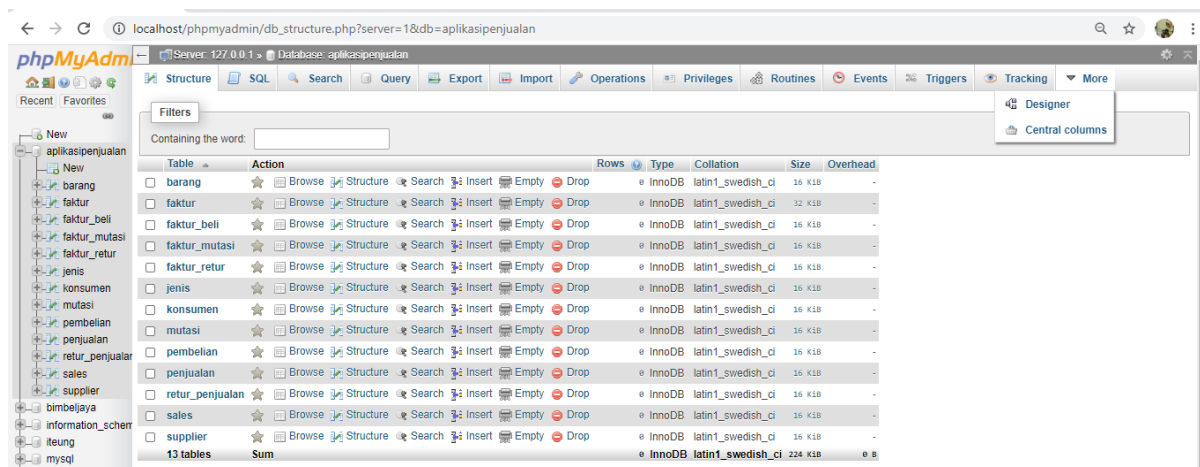 localhost/phpmyadmin/db_structure.php?server=1&db=aplikasipenjualan
phpMyAdm
Server: 127.0.0.1 » Database: aplikasipenjualan
Structure SQL Search Query Export Import Operations Privileges Routines Events Triggers Tracking More
Designer
Central columns
Recent Favorites
New
aplikasipenjualan
New
barang
faktur
faktur_beli
faktur_mutasi
faktur_retur
jenis
konsumen
mutasi
pembelian
penjualan
retur_penjualan
sales
supplier
bimbeljaya
information_schem
iteung
mysql
Filters
Containing the word:
Table Action Rows Type Collation Size Overhead
barang Browse Structure Search Insert Empty Drop 0 InnoDB latin1_swedish_ci 16 KiB -
faktur Browse Structure Search Insert Empty Drop 0 InnoDB latin1_swedish_ci 32 KiB -
faktur_beli Browse Structure Search Insert Empty Drop 0 InnoDB latin1_swedish_ci 16 KiB -
faktur_mutasi Browse Structure Search Insert Empty Drop 0 InnoDB latin1_swedish_ci 16 KiB -
faktur_retur Browse Structure Search Insert Empty Drop 0 InnoDB latin1_swedish_ci 16 KiB -
jenis Browse Structure Search Insert Empty Drop 0 InnoDB latin1_swedish_ci 16 KiB -
konsumen Browse Structure Search Insert Empty Drop 0 InnoDB latin1_swedish_ci 16 KiB -
mutasi Browse Structure Search Insert Empty Drop 0 InnoDB latin1_swedish_ci 16 KiB -
pembelian Browse Structure Search Insert Empty Drop 0 InnoDB latin1_swedish_ci 16 KiB -
penjualan Browse Structure Search Insert Empty Drop 0 InnoDB latin1_swedish_ci 16 KiB -
retur_penjualan Browse Structure Search Insert Empty Drop 0 InnoDB latin1_swedish_ci 16 KiB -
sales Browse Structure Search Insert Empty Drop 0 InnoDB latin1_swedish_ci 16 KiB -
supplier Browse Structure Search Insert Empty Drop 0 InnoDB latin1_swedish_ci 16 KiB -
13 tables Sum 0 InnoDB latin1_swedish_ci 224 KiB 0 B